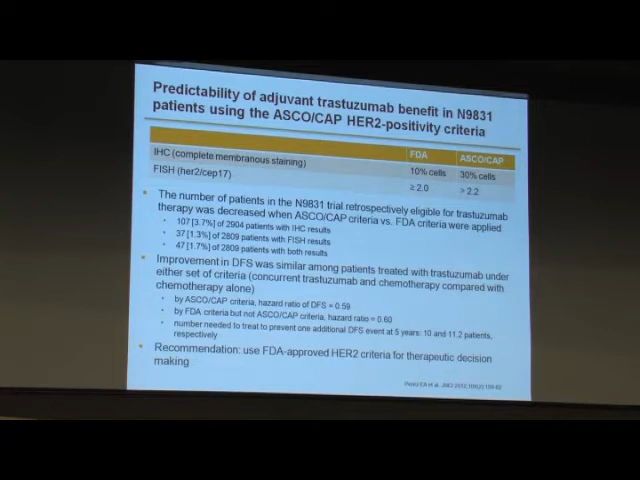 Predictability of adjuvant trastuzumab benefit in N9831
patients using the ASCO/CAP HER2-positivity criteria
FDA ASCO/CAP
IHC (complete membranous staining) 10% cells 30% cells
FISH (her2/cep17) ≥ 2.0 > 2.2
The number of patients in the N9831 trial retrospectively eligible for trastuzumab
therapy was decreased when ASCO/CAP criteria vs. FDA criteria were applied
107 [3.7%] of 2904 patients with IHC results
37 [1.3%] of 2809 patients with FISH results
47 [1.7%] of 2809 patients with both results
Improvement in DFS was similar among patients treated with trastuzumab under
either set of criteria (concurrent trastuzumab and chemotherapy compared with
chemotherapy alone)
by ASCO/CAP criteria, hazard ratio of DFS = 0.59
by FDA criteria but not ASCO/CAP criteria, hazard ratio = 0.60
number needed to treat to prevent one additional DFS event at 5 years: 10 and 11.2 patients,
respectively
Recommendation: use FDA-approved HER2 criteria for therapeutic decision
making
EA et al. JNCI 2012